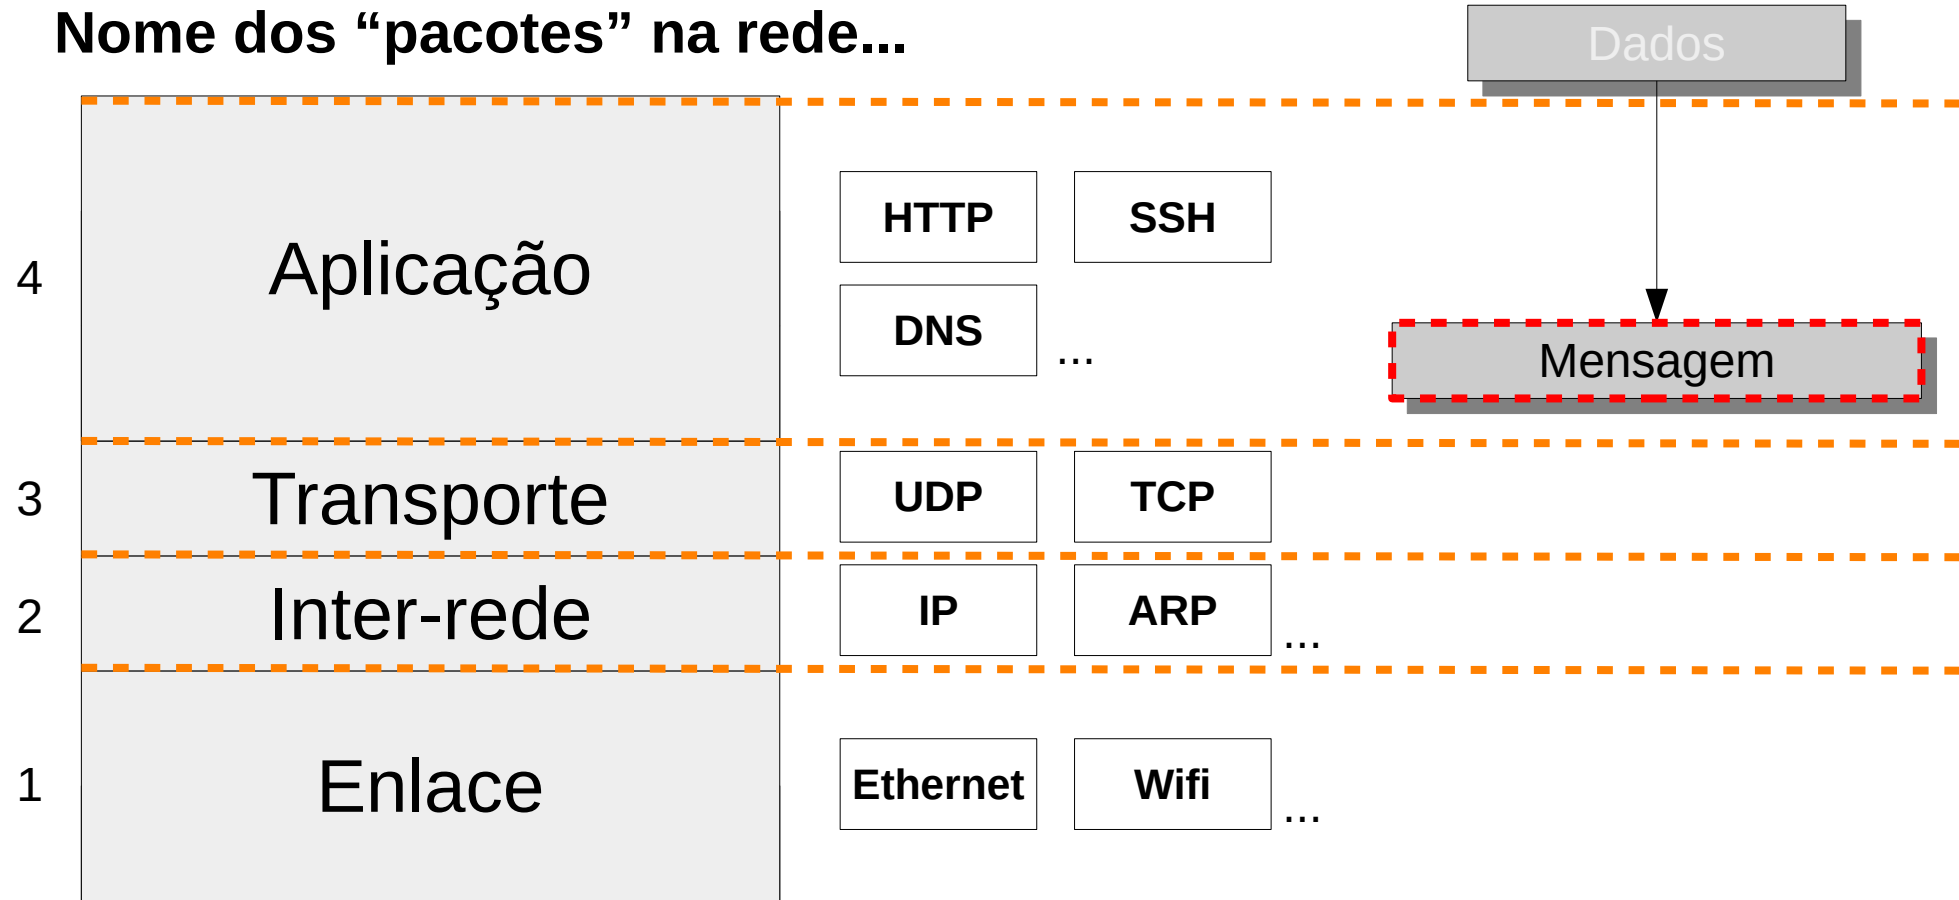 Nome dos “pacotes” na rede...
Dados
4
Aplicação
HTTP
SSH
DNS
...
Mensagem
3
Transporte
UDP
TCP
2
Inter-rede
IP
ARP
...
1
Enlace
Ethernet
Wifi
...